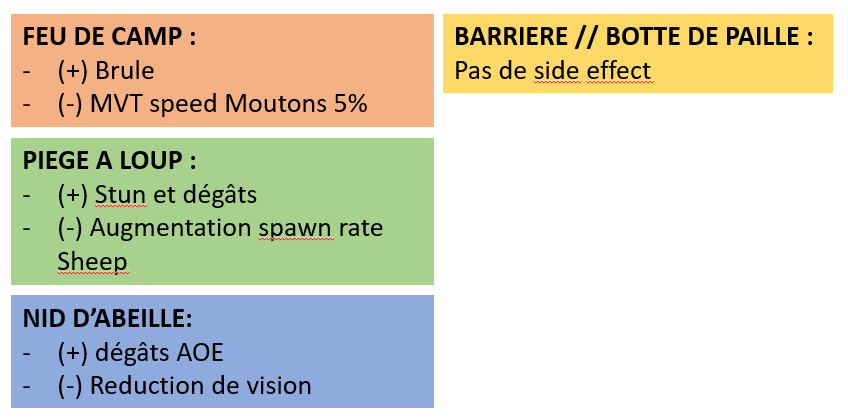 FEU DE CAMP :
- (+) Brule
- (-) MVT speed Moutons 5%
PIEGE A LOUP :
- (+) Stun et dégâts
- (-) Augmentation spawn rate
Sheep
NID D’ABEILLE:
- (+) dégâts AOE
- (-) Reduction de vision
BARRIERE // BOTTE DE PAILLE :
Pas de side effect